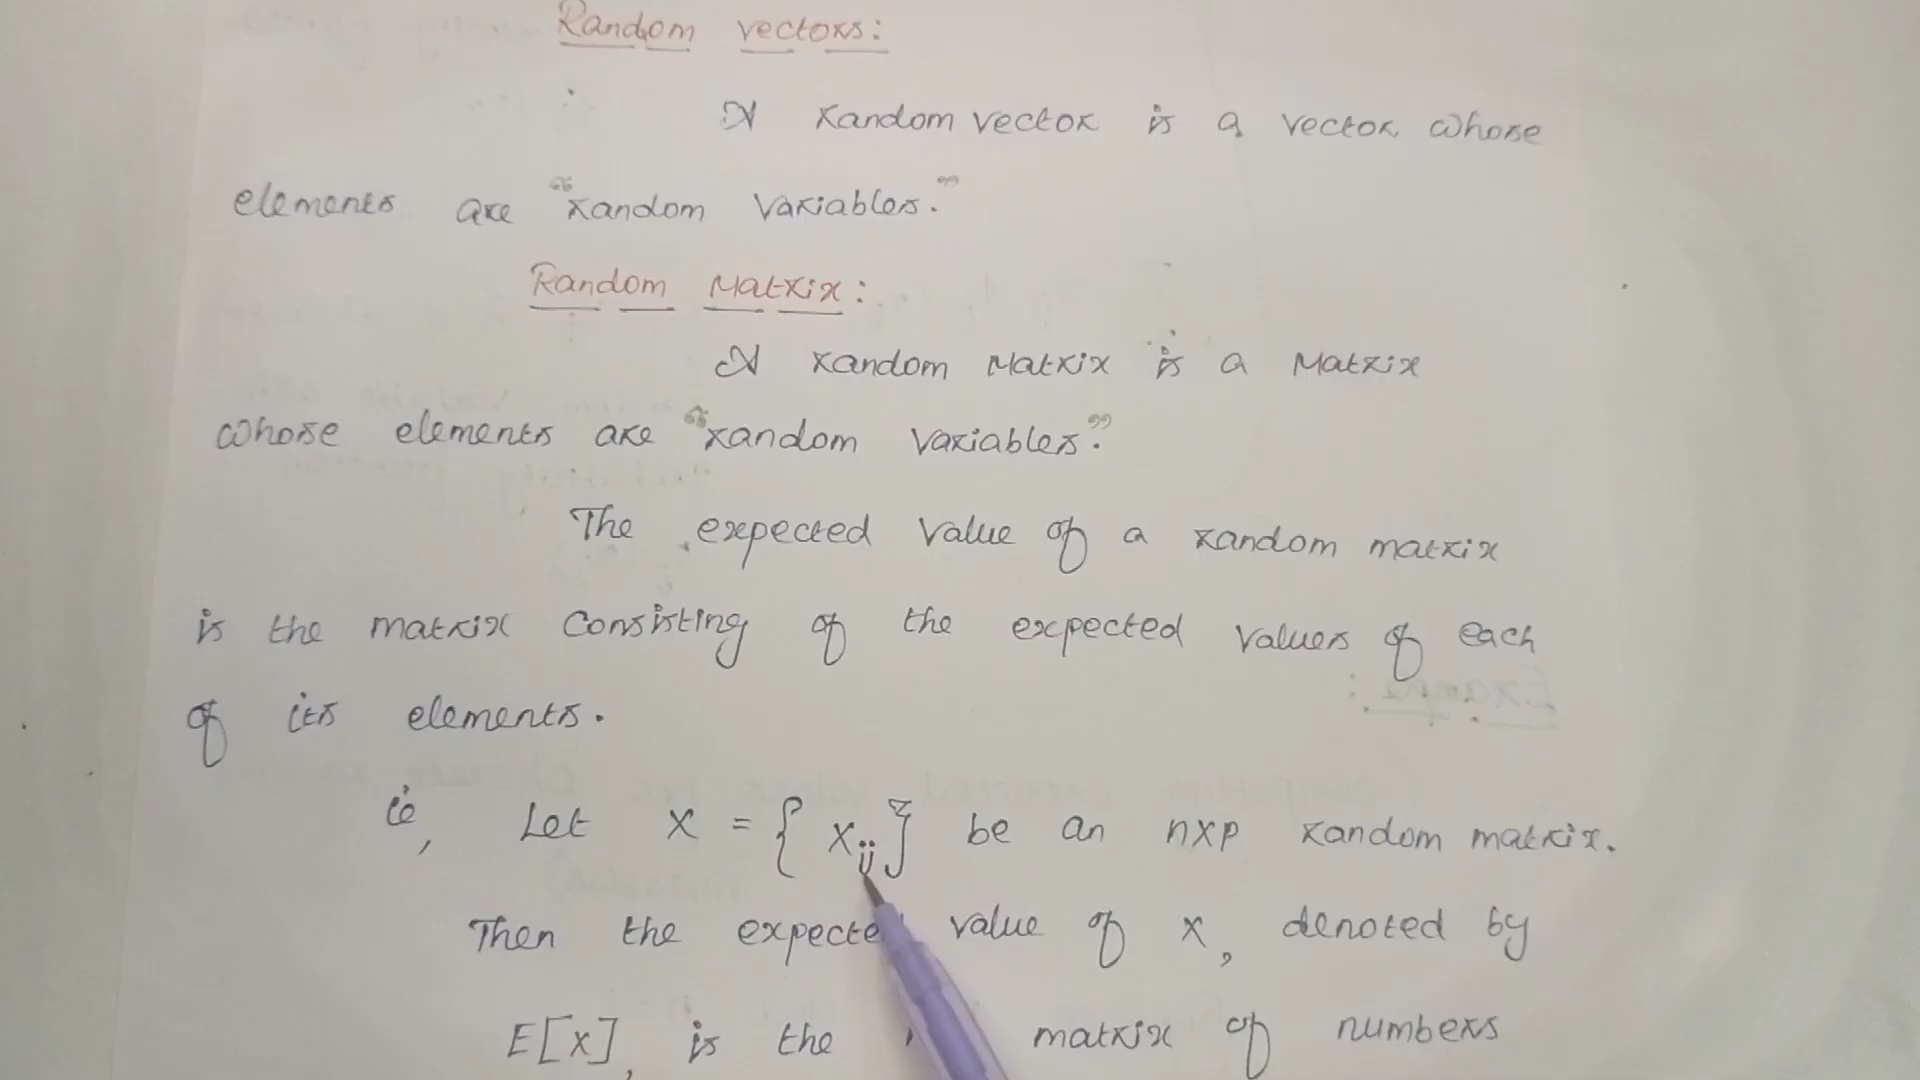 Random vectors:
A random vector is a vector whose
elements are "random variables."
Random Matrix:
A random Matrix is a Matrix
whose elements are "random variables".
The expected value of a random matrix
is the matrix consisting of the expected values of each
of its elements.
ie, Let X = { Xij } be an nxp random matrix.
Then the expected value of X, denoted by
E[X], is the matrix of numbers